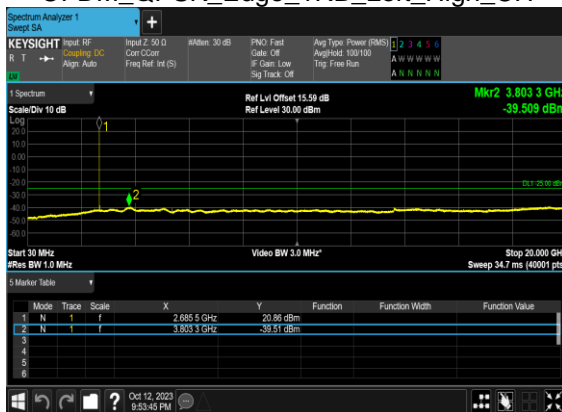 Spectrum Analyzer 1
Swept SA
+
KEYSIGHT Input: RF Input Z: 50 Ω #Atten: 30 dB PNO: Fast Avg Type: Power (RMS) 1 2 3 4 5 6
R T Coupling: DC Corr CCorr Gate: Off Avg|Hold: 100/100 A W W W W W
Align: Auto Freq Ref: Int (S) IF Gain: Low Trig: Free Run A N N N N N
LXI Sig Track: Off
1 Spectrum Ref Lvl Offset 15.59 dB Mkr2 3.803 3 GHz
Scale/Div 10 dB Ref Level 30.00 dBm -39.509 dBm
Log
20.0
10.0
0.00
-10.0
-20.0
-30.0
-40.0
-50.0
-60.0
1
2
DL1 -25.00 dBm
Start 30 MHz Video BW 3.0 MHz* Stop 20.000 GHz
#Res BW 1.0 MHz Sweep 34.7 ms (40001 pts)
5 Marker Table
Mode Trace Scale X Y Function Function Width Function Value
1 N 1 f 2.685 5 GHz 20.86 dBm
2 N 1 f 3.803 3 GHz -39.51 dBm
3
4
5
6
? Oct 12, 2023
9:53:45 PM